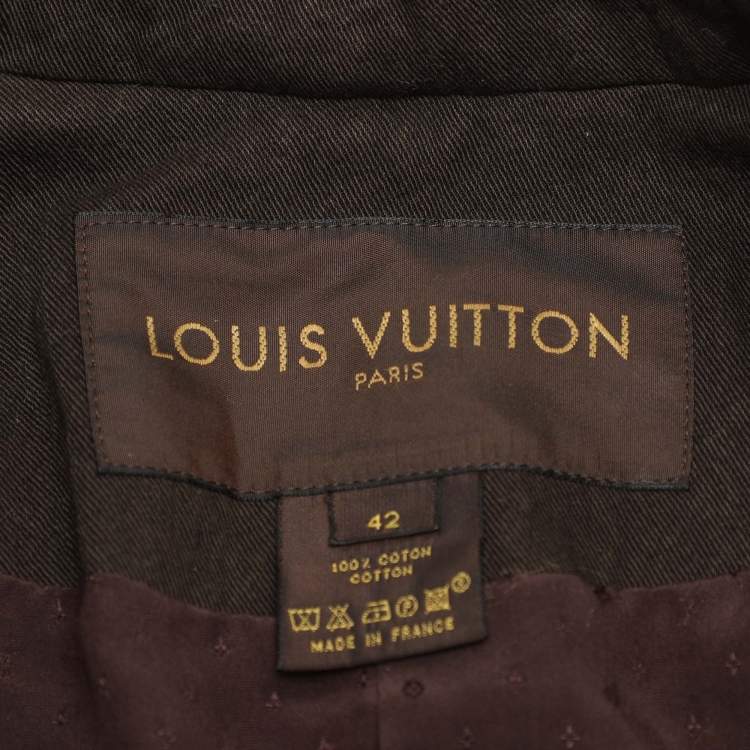 LOUIS VUITTON
PARIS
42
100% COTON
COTTON
MADE IN FRANCE